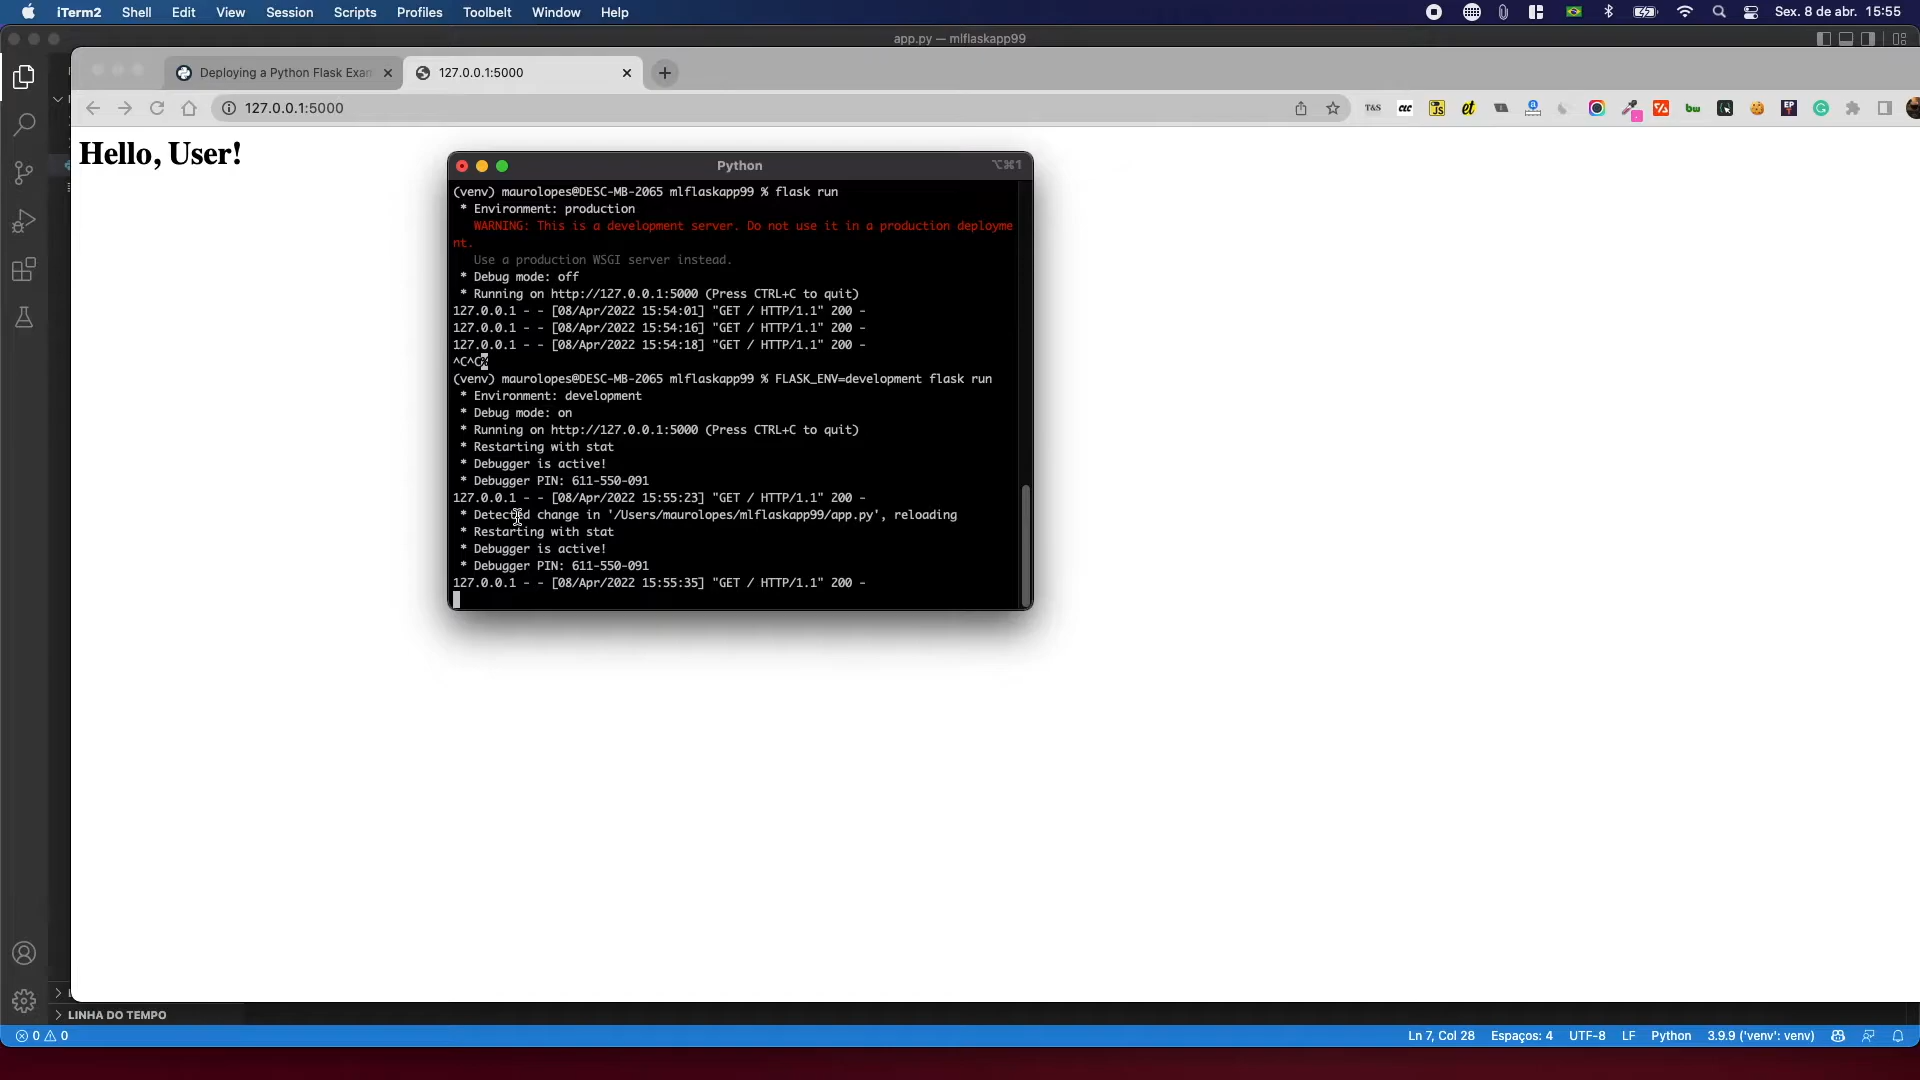 iTerm2 Shell Edit View Session Scripts Profiles Toolbelt Window Help Sex. 8 de abr. 15:55
app.py — mlflaskapp99
Deploying a Python Flask Exam 127.0.0.1:5000
127.0.0.1:5000
Hello, User!
Python
⌥⌘1
(venv) maurolopes@DESC-MB-2065 mlflaskapp99 % flask run
* Environment: production
WARNING: This is a development server. Do not use it in a production deployme
nt.
Use a production WSGI server instead.
* Debug mode: off
* Running on http://127.0.0.1:5000 (Press CTRL+C to quit)
127.0.0.1 - - [08/Apr/2022 15:54:01] "GET / HTTP/1.1" 200 -
127.0.0.1 - - [08/Apr/2022 15:54:16] "GET / HTTP/1.1" 200 -
127.0.0.1 - - [08/Apr/2022 15:54:18] "GET / HTTP/1.1" 200 -
^C^C%
(venv) maurolopes@DESC-MB-2065 mlflaskapp99 % FLASK_ENV=development flask run
* Environment: development
* Debug mode: on
* Running on http://127.0.0.1:5000 (Press CTRL+C to quit)
* Restarting with stat
* Debugger is active!
* Debugger PIN: 611-550-091
127.0.0.1 - - [08/Apr/2022 15:55:23] "GET / HTTP/1.1" 200 -
* Detected change in '/Users/maurolopes/mlflaskapp99/app.py', reloading
* Restarting with stat
* Debugger is active!
* Debugger PIN: 611-550-091
127.0.0.1 - - [08/Apr/2022 15:55:35] "GET / HTTP/1.1" 200 -
LINHA DO TEMPO
0 0 Ln 7, Col 28 Espaços: 4 UTF-8 LF Python 3.9.9 ('venv': venv)